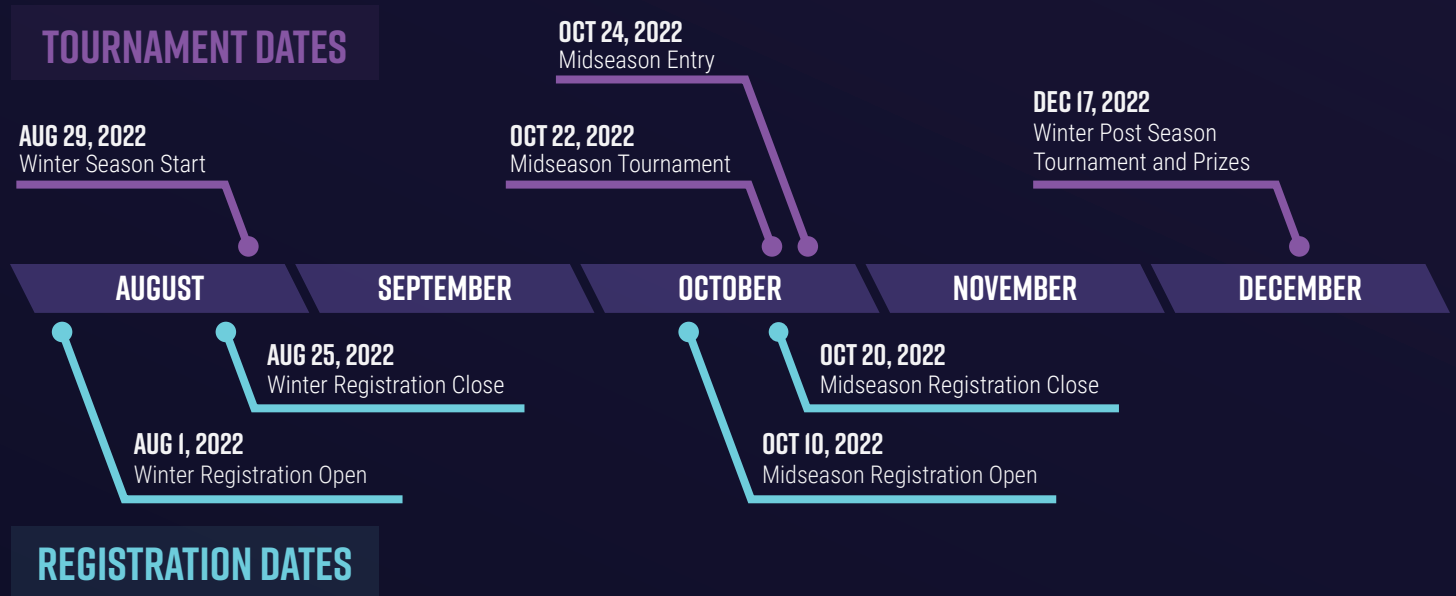 TOURNAMENT DATES
OCT 24, 2022
Midseason Entry
AUG 29, 2022
Winter Season Start
OCT 22, 2022
Midseason Tournament
DEC 17, 2022
Winter Post Season
Tournament and Prizes
AUGUST
SEPTEMBER
OCTOBER
NOVEMBER
DECEMBER
AUG 25, 2022
Winter Registration Close
OCT 20, 2022
Midseason Registration Close
AUG 1, 2022
Winter Registration Open
OCT 10, 2022
Midseason Registration Open
REGISTRATION DATES